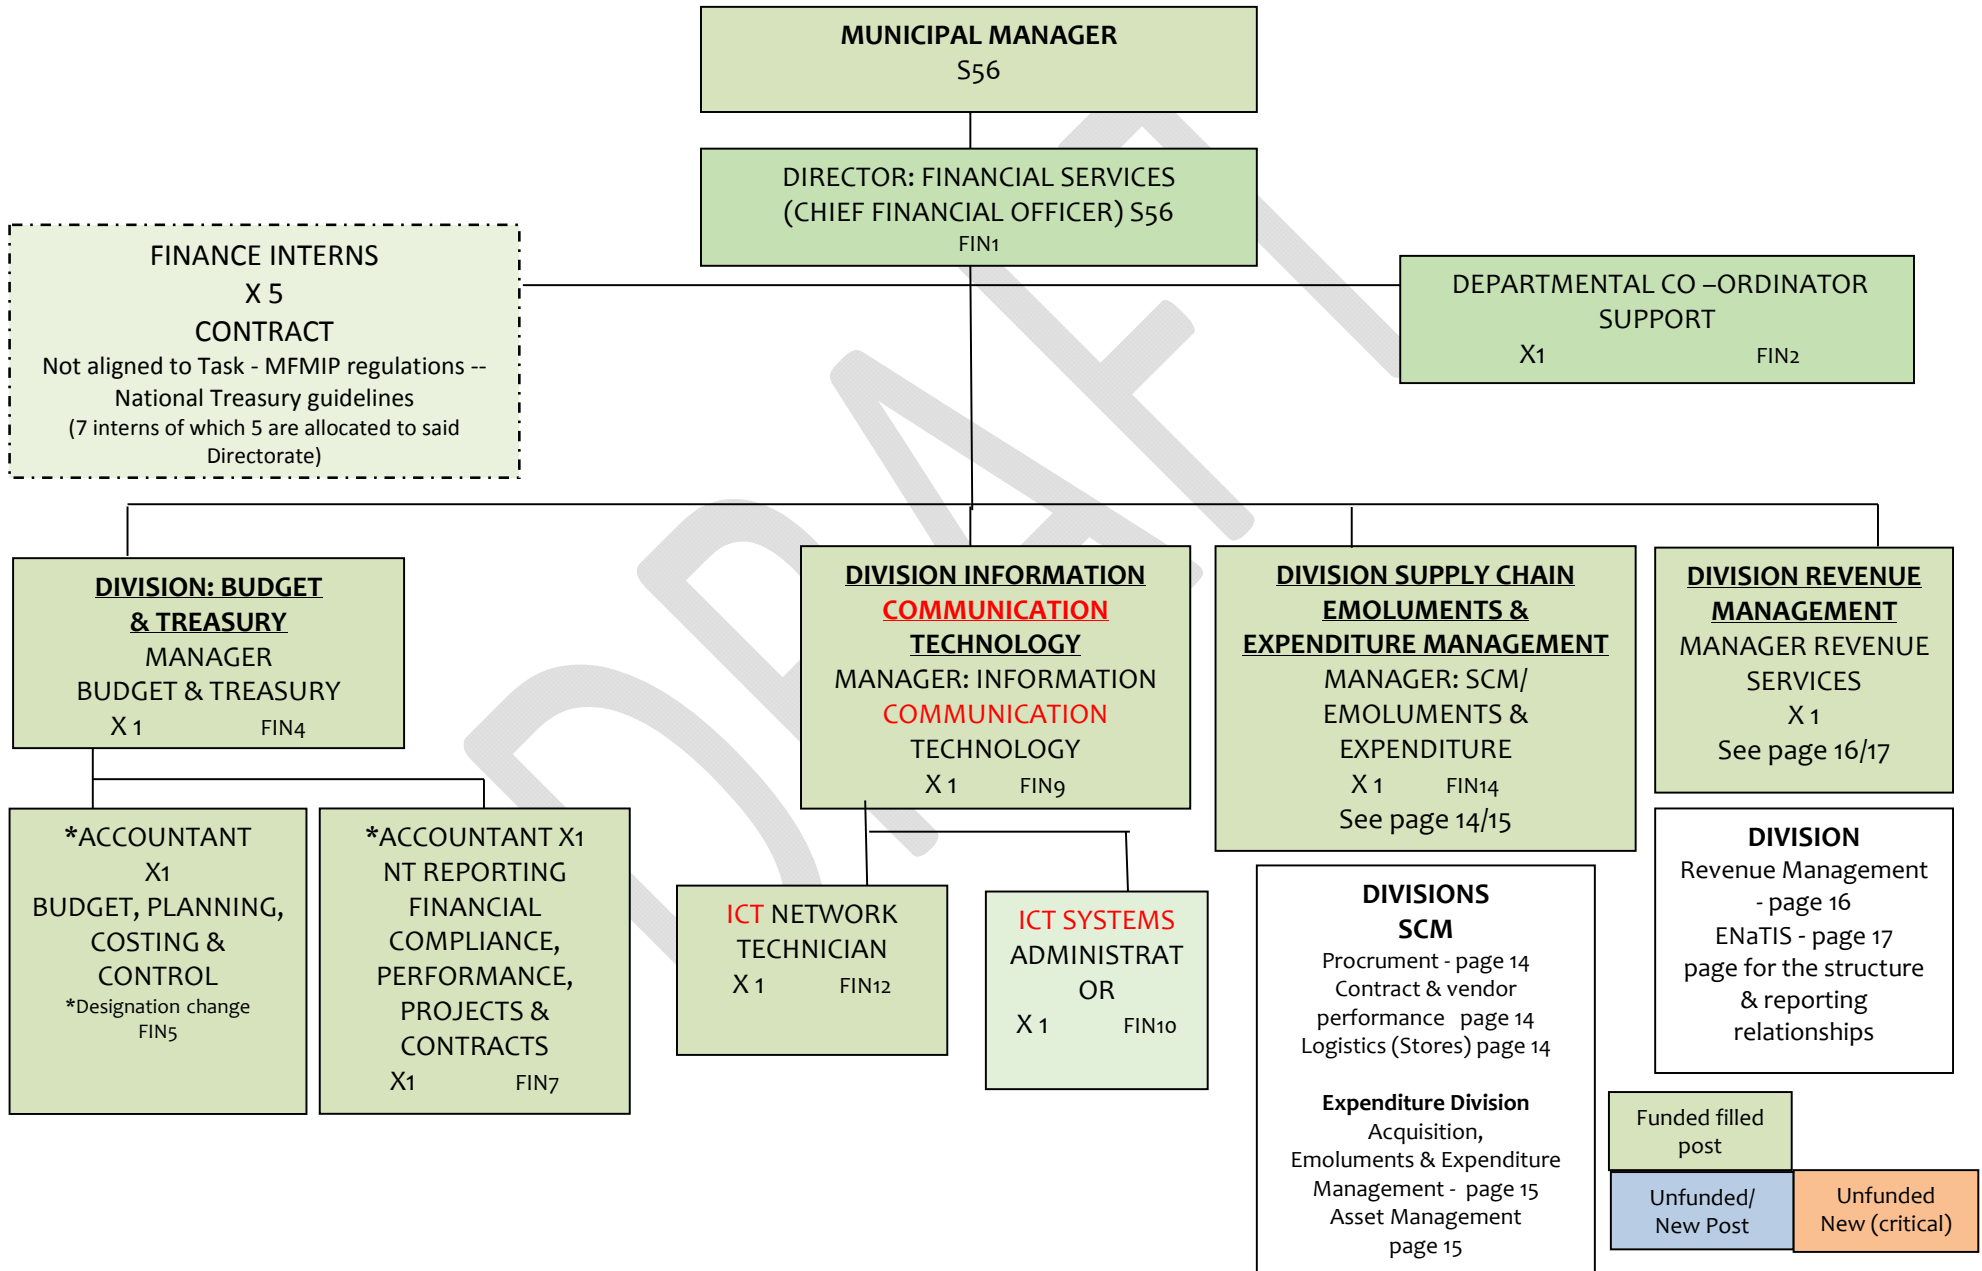 MUNICIPAL MANAGER
S56
DIRECTOR: FINANCIAL SERVICES
(CHIEF FINANCIAL OFFICER) S56
FIN1
FINANCE INTERNS
X 5
CONTRACT
Not aligned to Task - MFMIP regulations --
National Treasury guidelines
(7 interns of which 5 are allocated to said
Directorate)
DEPARTMENTAL CO –ORDINATOR
SUPPORT
X1 FIN2
DRAFT
DIVISION: BUDGET
& TREASURY
MANAGER
BUDGET & TREASURY
X 1 FIN4
DIVISION INFORMATION
COMMUNICATION
TECHNOLOGY
MANAGER: INFORMATION
COMMUNICATION
TECHNOLOGY
X 1 FIN9
DIVISION SUPPLY CHAIN
EMOLUMENTS &
EXPENDITURE MANAGEMENT
MANAGER: SCM/
EMOLUMENTS &
EXPENDITURE
X 1 FIN14
See page 14/15
DIVISION REVENUE
MANAGEMENT
MANAGER REVENUE
SERVICES
X 1
See page 16/17
*ACCOUNTANT
X1
BUDGET, PLANNING,
COSTING &
CONTROL
*Designation change
FIN5
*ACCOUNTANT X1
NT REPORTING
FINANCIAL
COMPLIANCE,
PERFORMANCE,
PROJECTS &
CONTRACTS
X1 FIN7
ICT NETWORK
TECHNICIAN
X 1 FIN12
ICT SYSTEMS
ADMINISTRAT
OR
X 1 FIN10
DIVISIONS
SCM
Procrument - page 14
Contract & vendor
performance page 14
Logistics (Stores) page 14
Expenditure Division
Acquisition,
Emoluments & Expenditure
Management - page 15
Asset Management
page 15
DIVISION
Revenue Management
- page 16
ENaTIS - page 17
page for the structure
& reporting
relationships
Funded filled
post
Unfunded/
New Post
Unfunded
New (critical)